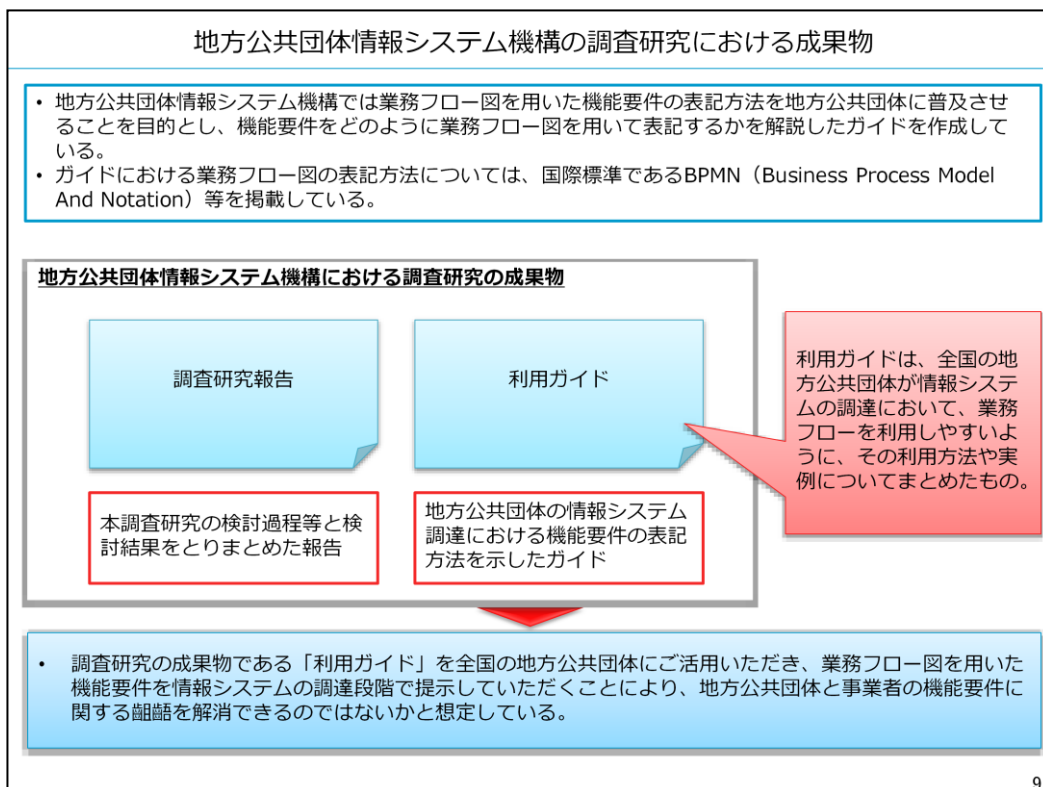 地方公共団体情報システム機構の調査研究における成果物
• 地方公共団体情報システム機構では業務フロー図を用いた機能要件の表記方法を地方公共団体に普及させ
ることを目的とし、機能要件をどのように業務フロー図を用いて表記するかを解説したガイドを作成して
いる。
• ガイドにおける業務フロー図の表記方法については、国際標準であるBPMN（Business Process Model
And Notation）等を掲載している。
地方公共団体情報システム機構における調査研究の成果物
調査研究報告
利用ガイド
本調査研究の検討過程等と検
討結果をとりまとめた報告
地方公共団体の情報システム
調達における機能要件の表記
方法を示したガイド
利用ガイドは、全国の地
方公共団体が情報システ
ムの調達において、業務
フローを利用しやすいよ
うに、その利用方法や実
例についてまとめたもの。
• 調査研究の成果物である「利用ガイド」を全国の地方公共団体にご活用いただき、業務フロー図を用いた
機能要件を情報システムの調達段階で提示していただくことにより、地方公共団体と事業者の機能要件に
関する齟齬を解消できるのではないかと想定している。
9